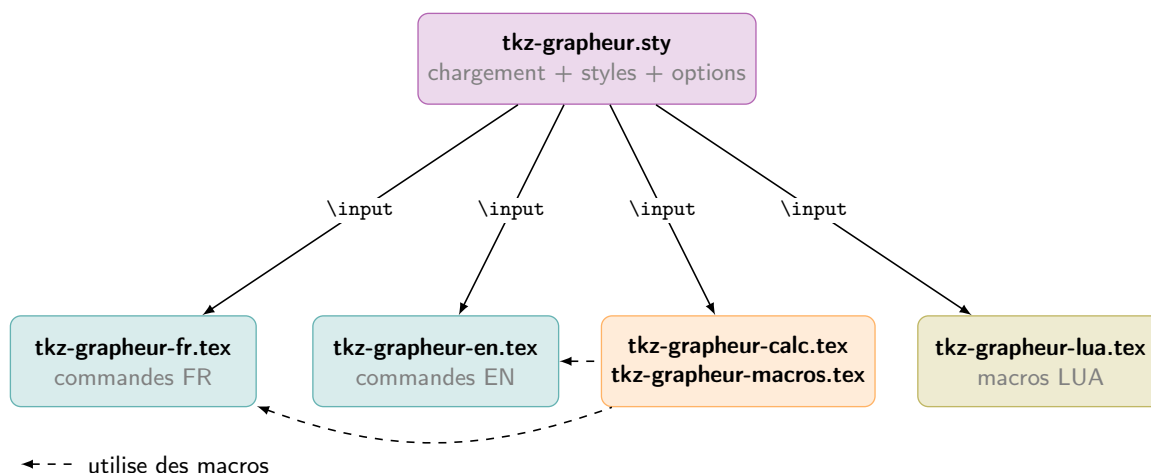 tkz-grapheur.sty
chargement + styles + options
\input
\input
\input
\input
tkz-grapheur-fr.tex
commandes FR
tkz-grapheur-en.tex
commandes EN
tkz-grapheur-calc.tex
tkz-grapheur-macros.tex
tkz-grapheur-lua.tex
macros LUA
utilise des macros